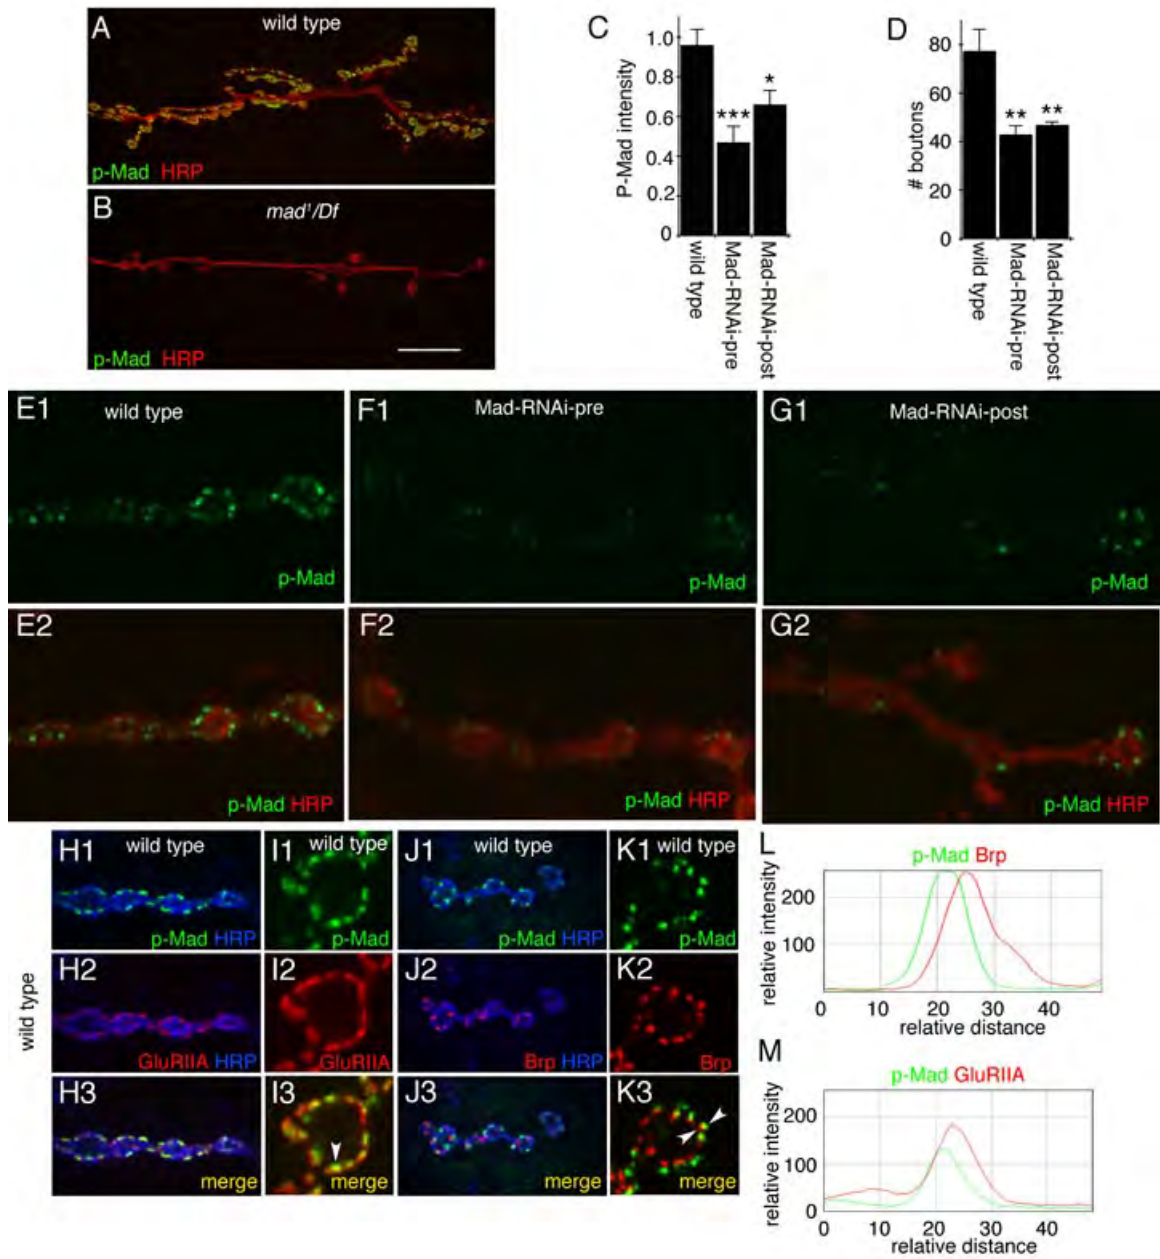 A
wild type
p-Mad HRP
B
mad¹/Df
p-Mad HRP
C
P-Mad intensity
1.0
0.8
0.6
0.4
0.2
0
***
*
wild type
Mad-RNAi-pre
Mad-RNAi-post
D
# boutons
80
60
40
20
0
**
**
wild type
Mad-RNAi-pre
Mad-RNAi-post
E1
wild type
p-Mad
F1
Mad-RNAi-pre
p-Mad
G1
Mad-RNAi-post
p-Mad
E2
p-Mad HRP
F2
p-Mad HRP
G2
p-Mad HRP
wild type
H1
wild type
p-Mad HRP
I1 wild type
p-Mad
J1
wild type
p-Mad HRP
K1 wild type
p-Mad
H2
GluRIIA HRP
I2
GluRIIA
J2
Brp HRP
K2
Brp
H3
merge
I3
merge
J3
merge
K3
merge
L
p-Mad Brp
relative intensity
200
100
0 10 20 30 40
relative distance
M
p-Mad GluRIIA
relative intensity
200
100
0
0 10 20 30 40
relative distance